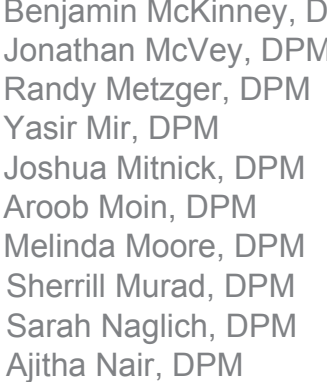 Benjamin McKinney, D
Jonathan McVey, DPM
Randy Metzger, DPM
Yasir Mir, DPM
Joshua Mitnick, DPM
Aroob Moin, DPM
Melinda Moore, DPM
Sherrill Murad, DPM
Sarah Naglich, DPM
Ajitha Nair, DPM